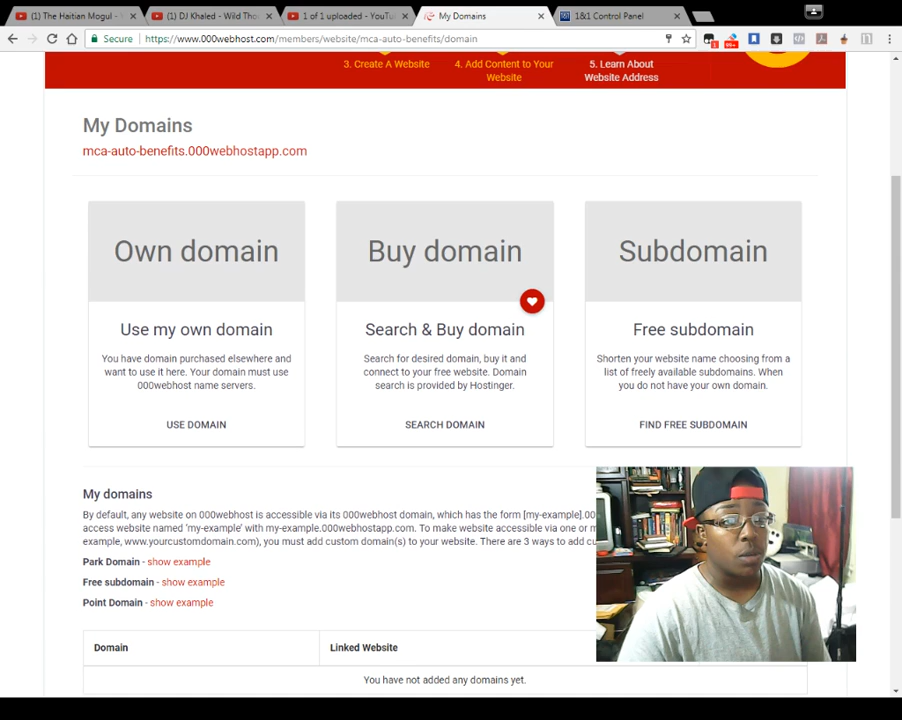 (1) The Haitian Mogul -
(1) DJ Khaled - Wild Tho
1 of 1 uploaded - YouTu
My Domains
1&1 Control Panel
Secure
https://www.000webhost.com/members/website/mca-auto-benefits/domain
3. Create A Website
4. Add Content to Your
Website
5. Learn About
Website Address
My Domains
mca-auto-benefits.000webhostapp.com
Own domain
Use my own domain
You have domain purchased elsewhere and
want to use it here. Your domain must use
000webhost name servers.
USE DOMAIN
Buy domain
Search & Buy domain
Search for desired domain, buy it and
connect to your free website. Domain
search is provided by Hostinger.
SEARCH DOMAIN
Subdomain
Free subdomain
Shorten your website name choosing from a
list of freely available subdomains. When
you do not have your own domain.
FIND FREE SUBDOMAIN
My domains
By default, any website on 000webhost is accessible via its 000webhost domain, which has the form [my-example].00
access website named 'my-example' with my-example.000webhostapp.com. To make website accessible via one or m
example, www.yourcustomdomain.com), you must add custom domain(s) to your website. There are 3 ways to add cu
Park Domain - show example
Free subdomain - show example
Point Domain - show example
Domain
Linked Website
You have not added any domains yet.